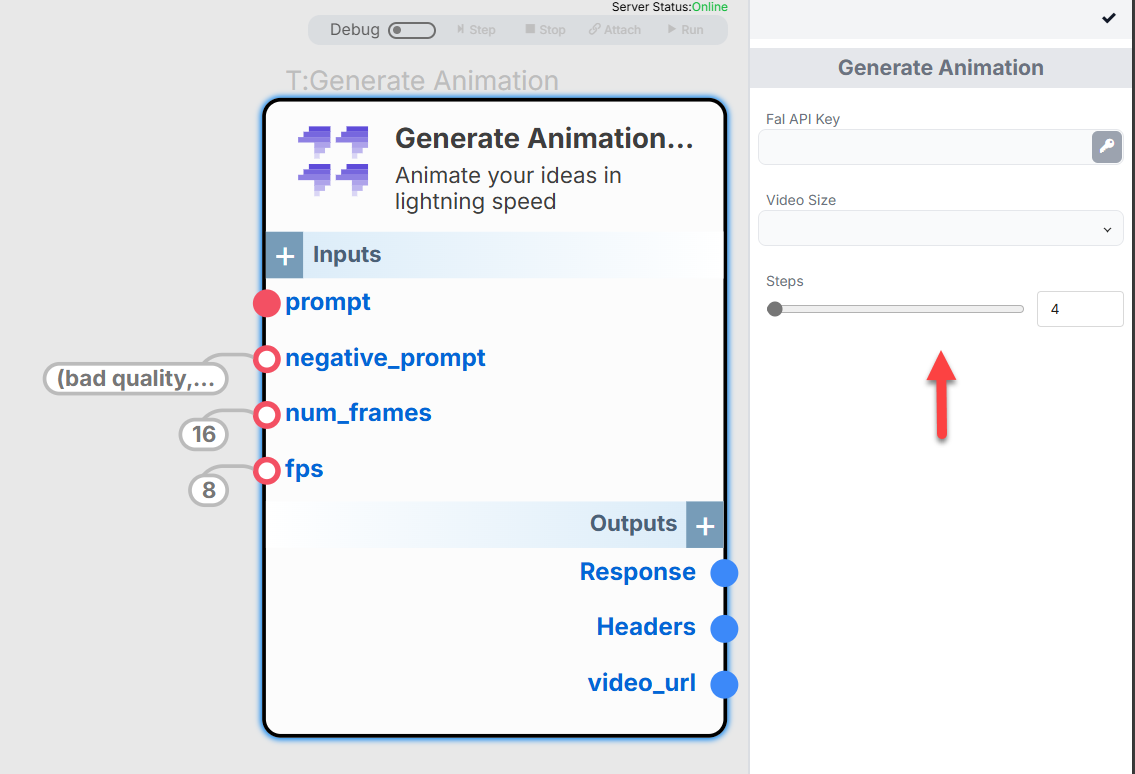 Server Status:Online
Debug
Step
Stop
Attach
Run
T:Generate Animation
Generate Animation...
Animate your ideas in
lightning speed
Inputs
prompt
negative_prompt
(bad quality,...
num_frames
16
fps
8
Outputs
Response
Headers
video_url
Generate Animation
Fal API Key
Video Size
Steps
4